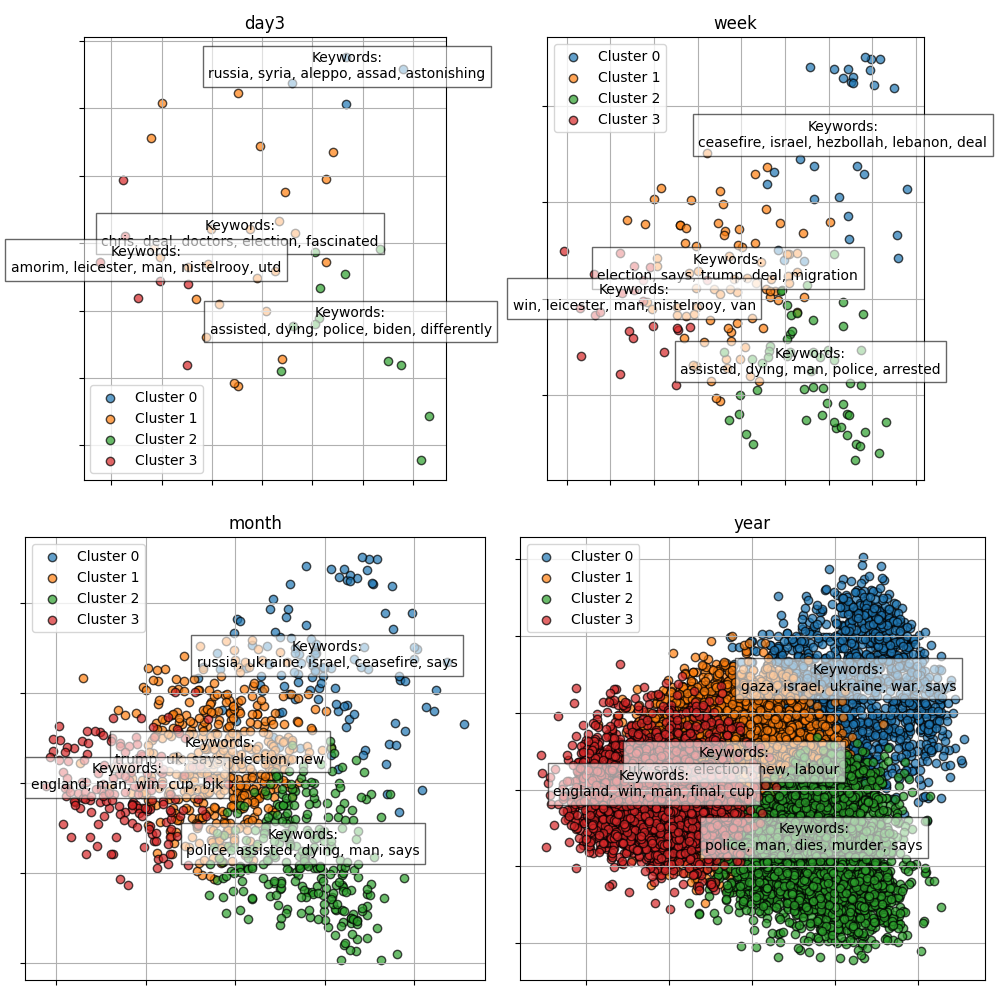 day3
Keywords:
russia, syria, aleppo, assad, astonishing
Keywords:
chris, deal, doctors, election, fascinated
Keywords:
amorim, leicester, man, nistelrooy, utd
Keywords:
assisted, dying, police, biden, differently
Cluster 0
Cluster 1
Cluster 2
Cluster 3
week
Cluster 0
Cluster 1
Cluster 2
Cluster 3
Keywords:
ceasefire, israel, hezbollah, lebanon, deal
Keywords:
election, says, trump, deal, migration
Keywords:
win, leicester, man, nistelrooy, van
Keywords:
assisted, dying, man, police, arrested
month
Cluster 0
Cluster 1
Cluster 2
Cluster 3
Keywords:
russia, ukraine, israel, ceasefire, says
Keywords:
trump, uk, says, election, new
Keywords:
england, man, win, cup, bjk
Keywords:
police, assisted, dying, man, says
year
Cluster 0
Cluster 1
Cluster 2
Cluster 3
Keywords:
gaza, israel, ukraine, war, says
Keywords:
uk, says, election, new, labour
Keywords:
england, win, man, final, cup
Keywords:
police, man, dies, murder, says